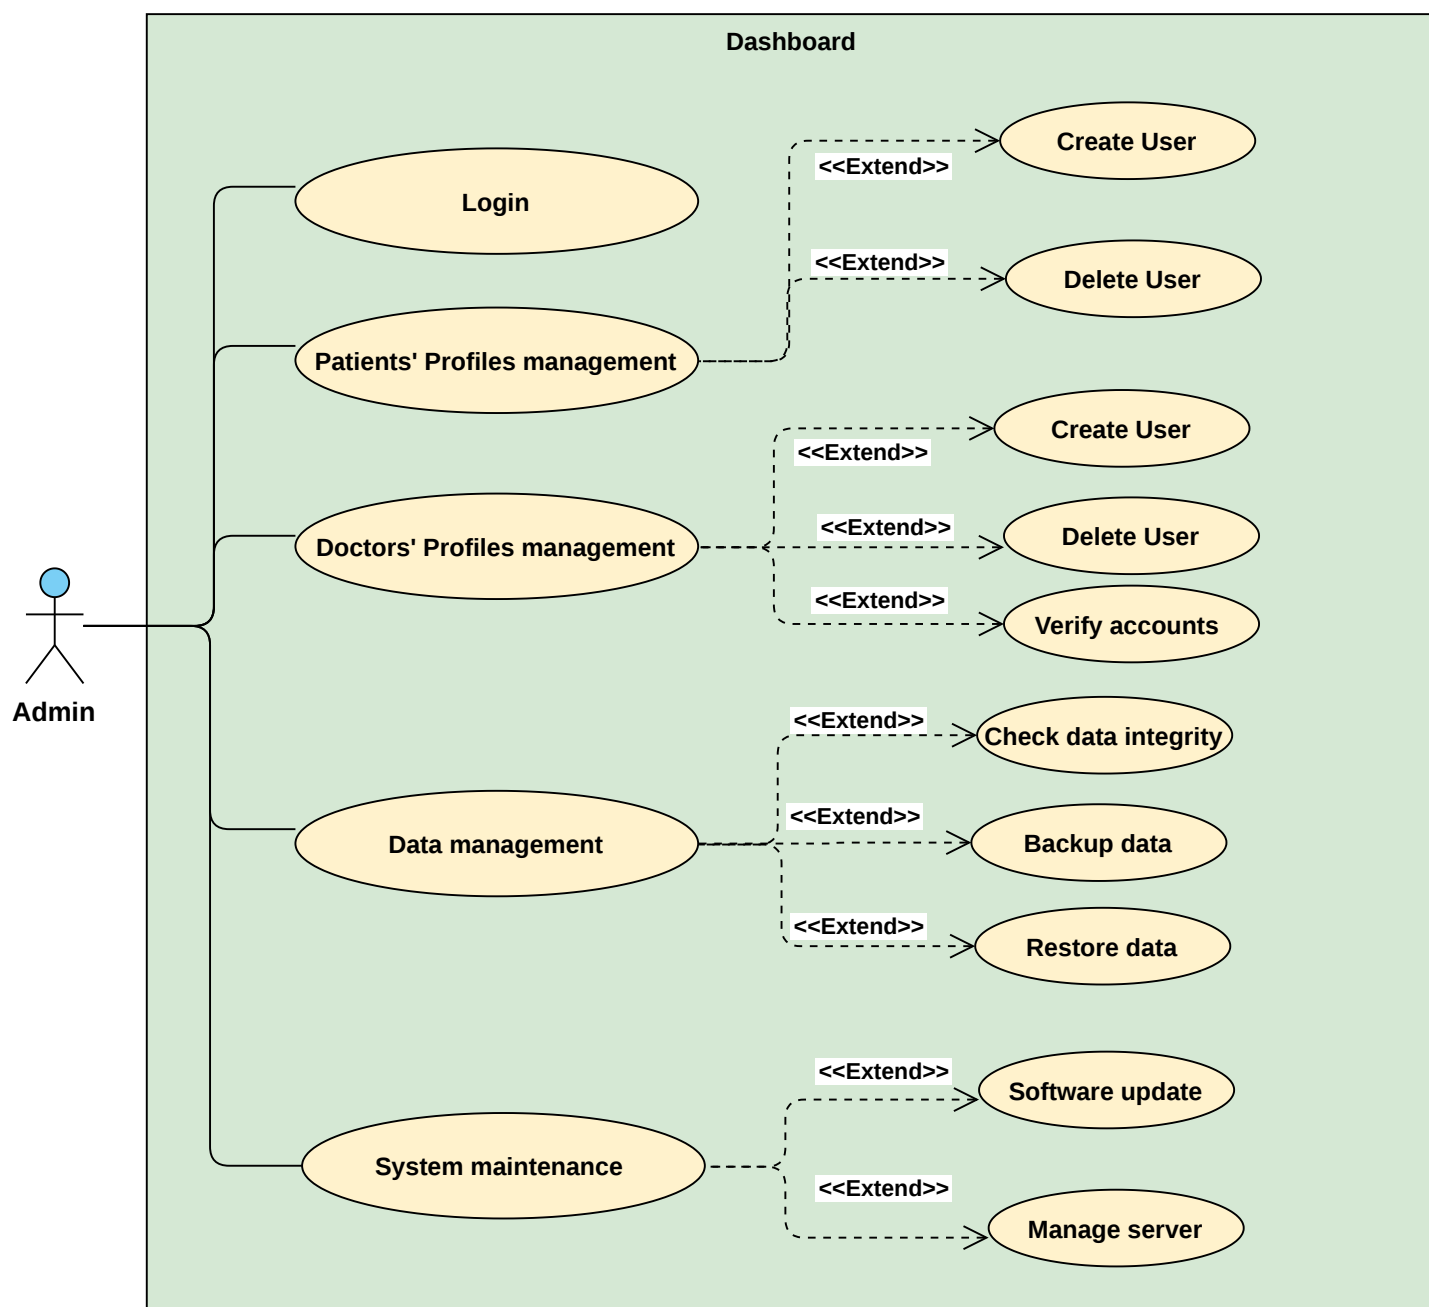 Dashboard
Create User
<<Extend>>
Login
<<Extend>>
Delete User
Patients' Profiles management
Create User
<<Extend>>
<<Extend>>
Delete User
Doctors' Profiles management
<<Extend>>
Verify accounts
Admin
<<Extend>>
Check data integrity
<<Extend>>
Data management
Backup data
<<Extend>>
Restore data
<<Extend>>
Software update
System maintenance
<<Extend>>
Manage server